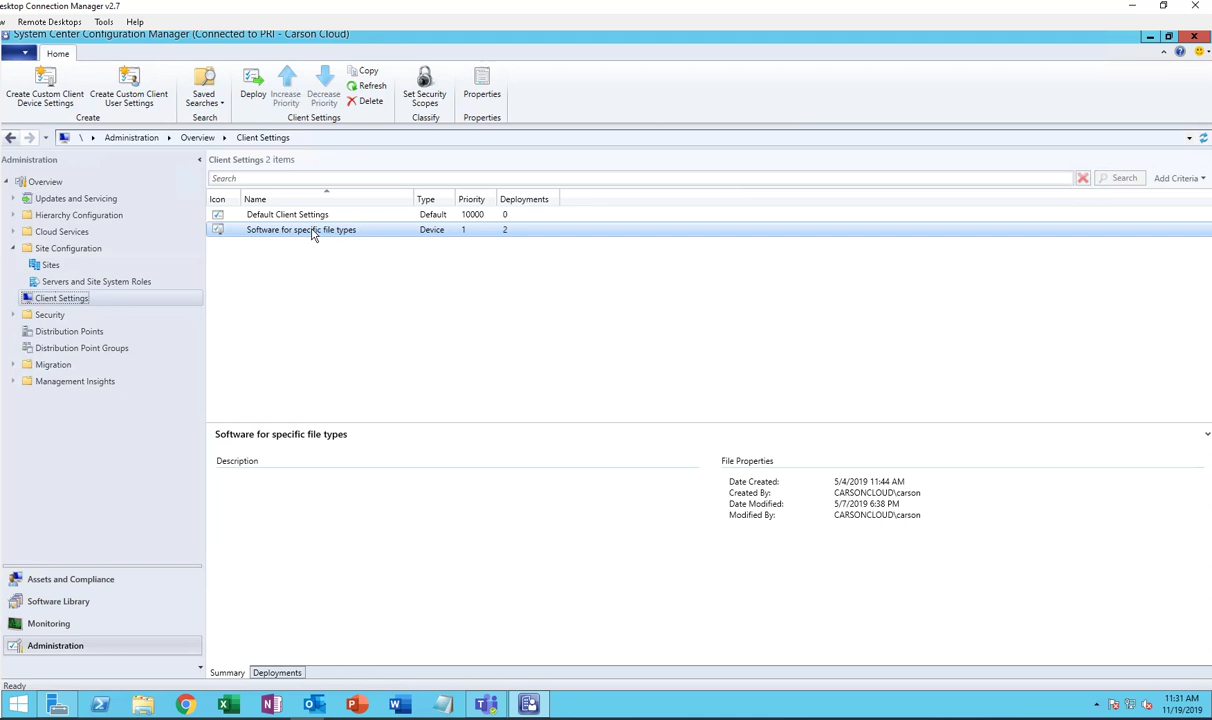 esktop Connection Manager v2.7
w Remote Desktops Tools Help
System Center Configuration Manager (Connected to PRI - Carson Cloud)
Home
Create Custom Client Device Settings
Create Custom Client User Settings
Create
Saved Searches
Search
Deploy
Increase Priority
Decrease Priority
Copy
Refresh
Delete
Client Settings
Set Security Scopes
Classify
Properties
Properties
\ Administration Overview Client Settings
Administration
Overview
Updates and Servicing
Hierarchy Configuration
Cloud Services
Site Configuration
Sites
Servers and Site System Roles
Client Settings
Security
Distribution Points
Distribution Point Groups
Migration
Management Insights
Assets and Compliance
Software Library
Monitoring
Administration
Client Settings 2 items
Search Search Add Criteria
Icon Name Type Priority Deployments
Default Client Settings Default 10000 0
Software for specific file types Device 1 2
Software for specific file types
Description
File Properties
Date Created: 5/4/2019 11:44 AM
Created By: CARSONCLOUD\carson
Date Modified: 5/7/2019 6:38 PM
Modified By: CARSONCLOUD\carson
Summary Deployments
Ready
11:31 AM
11/19/2019